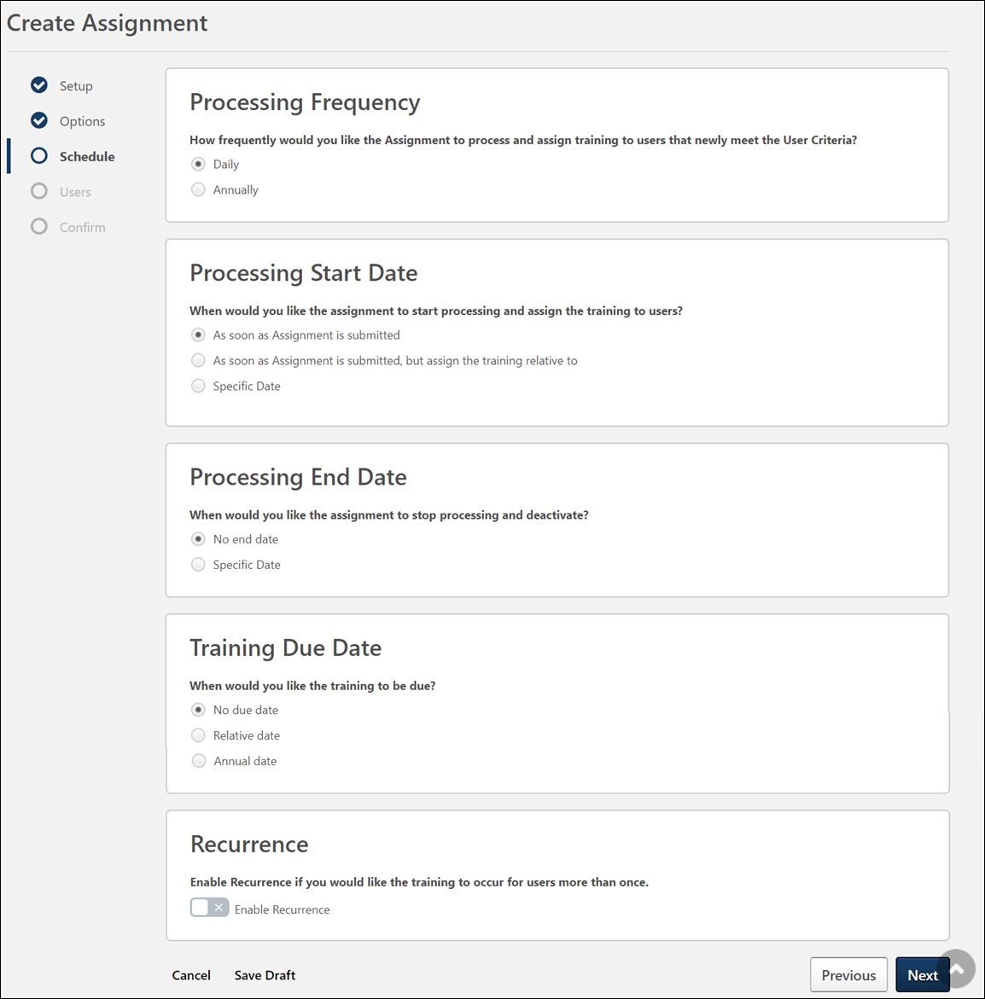 Create Assignment
Setup
Options
Schedule
Users
Confirm
Processing Frequency
How frequently would you like the Assignment to process and assign training to users that newly meet the User Criteria?
Daily
Annually
Processing Start Date
When would you like the assignment to start processing and assign the training to users?
As soon as Assignment is submitted
As soon as Assignment is submitted, but assign the training relative to
Specific Date
Processing End Date
When would you like the assignment to stop processing and deactivate?
No end date
Specific Date
Training Due Date
When would you like the training to be due?
No due date
Relative date
Annual date
Recurrence
Enable Recurrence if you would like the training to occur for users more than once.
Enable Recurrence
Cancel Save Draft Previous Next